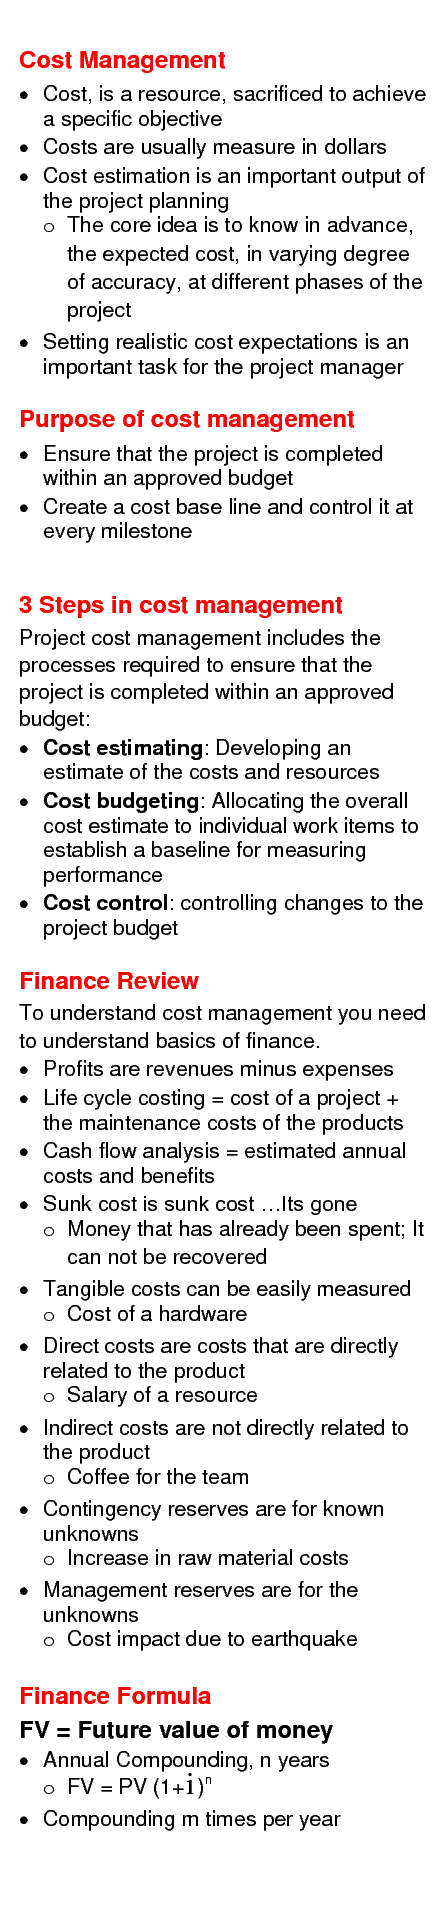 Cost Management
• Cost, is a resource, sacrificed to achieve
a specific objective
• Costs are usually measure in dollars
• Cost estimation is an important output of
the project planning
o The core idea is to know in advance,
the expected cost, in varying degree
of accuracy, at different phases of the
project
• Setting realistic cost expectations is an
important task for the project manager
Purpose of cost management
• Ensure that the project is completed
within an approved budget
• Create a cost base line and control it at
every milestone
3 Steps in cost management
Project cost management includes the
processes required to ensure that the
project is completed within an approved
budget:
• Cost estimating: Developing an
estimate of the costs and resources
• Cost budgeting: Allocating the overall
cost estimate to individual work items to
establish a baseline for measuring
performance
• Cost control: controlling changes to the
project budget
Finance Review
To understand cost management you need
to understand basics of finance.
• Profits are revenues minus expenses
• Life cycle costing = cost of a project +
the maintenance costs of the products
• Cash flow analysis = estimated annual
costs and benefits
• Sunk cost is sunk cost …Its gone
o Money that has already been spent; It
can not be recovered
• Tangible costs can be easily measured
o Cost of a hardware
• Direct costs are costs that are directly
related to the product
o Salary of a resource
• Indirect costs are not directly related to
the product
o Coffee for the team
• Contingency reserves are for known
unknowns
o Increase in raw material costs
• Management reserves are for the
unknowns
o Cost impact due to earthquake
Finance Formula
FV = Future value of money
• Annual Compounding, n years
o FV = PV (1+i)ⁿ
• Compounding m times per year